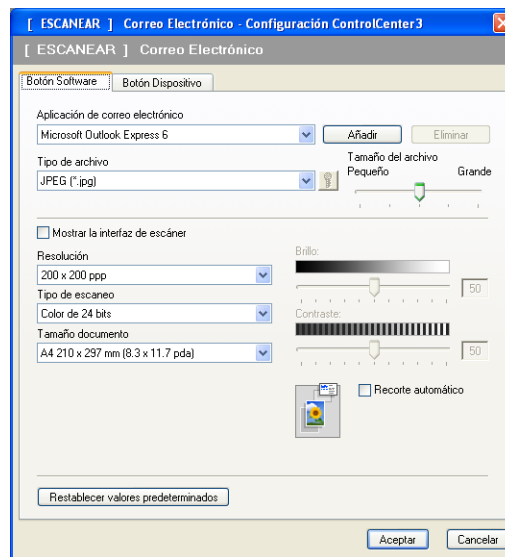 [ ESCANEAR ] Correo Electrónico - Configuración ControlCenter3
[ ESCANEAR ] Correo Electrónico
Botón Software Botón Dispositivo
Aplicación de correo electrónico
Microsoft Outlook Express 6 Añadir Eliminar
Tipo de archivo Tamaño del archivo
JPEG (*.jpg) Pequeño Grande
Mostrar la interfaz de escáner
Resolución Brillo:
200 x 200 ppp 50
Tipo de escaneo
Color de 24 bits Contraste:
Tamaño documento
A4 210 x 297 mm (8.3 x 11.7 pda) 50
Recorte automático
Restablecer valores predeterminados
Aceptar Cancelar